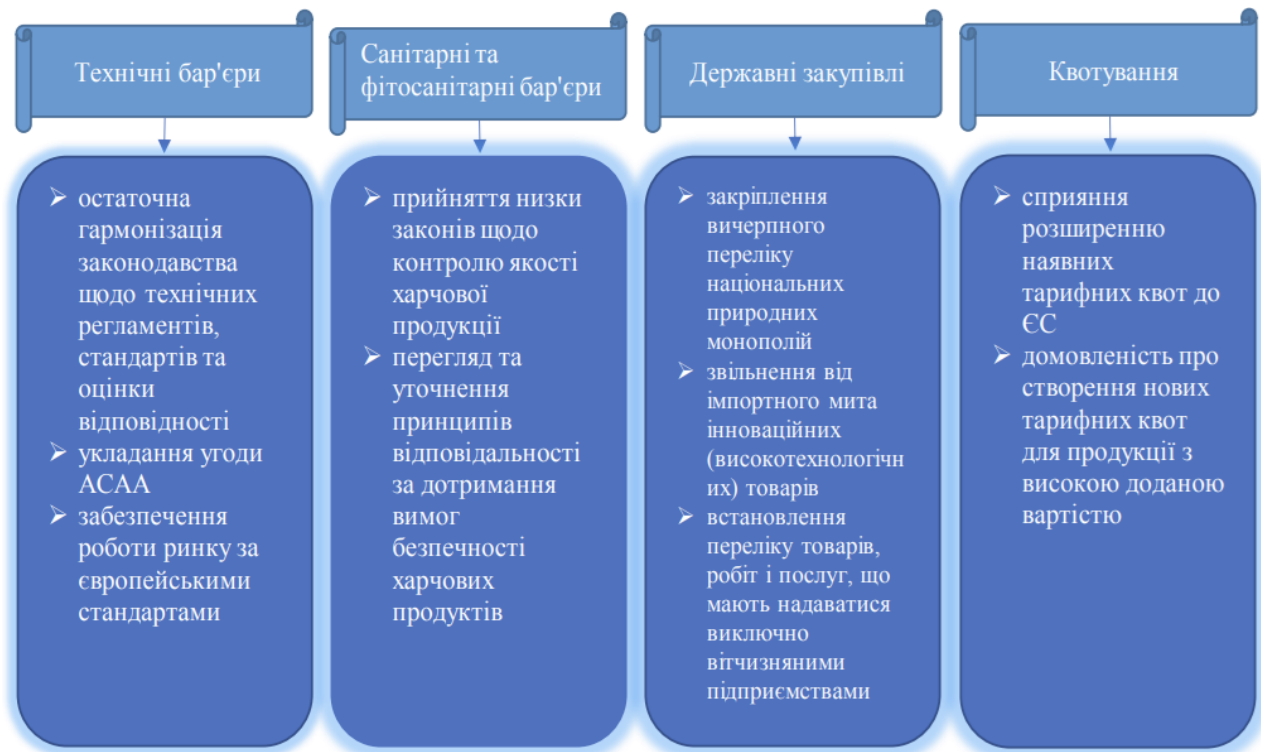 Технічні бар'єри
остаточна
гармонізація
законодавства
щодо технічних
регламентів,
стандартів та
оцінки
відповідності
укладання угоди
АСАА
забезпечення
роботи ринку за
європейськими
стандартами
Санітарні та
фітосанітарні бар'єри
прийняття низки
законів щодо
контролю якості
харчової
продукції
перегляд та
уточнення
принципів
відповідальності
за дотримання
вимог
безпечності
харчових
продуктів
Державні закупівлі
закріплення
вичерпного
переліку
національних
природних
монополій
звільнення від
імпортного мита
інноваційних
(високотехнологічн
их) товарів
встановлення
переліку товарів,
робіт і послуг, що
мають надаватися
виключно
вітчизняними
підприємствами
Квотування
сприяння
розширенню
наявних
тарифних квот до
ЄС
домовленість про
створення нових
тарифних квот
для продукції з
високою доданою
вартістю